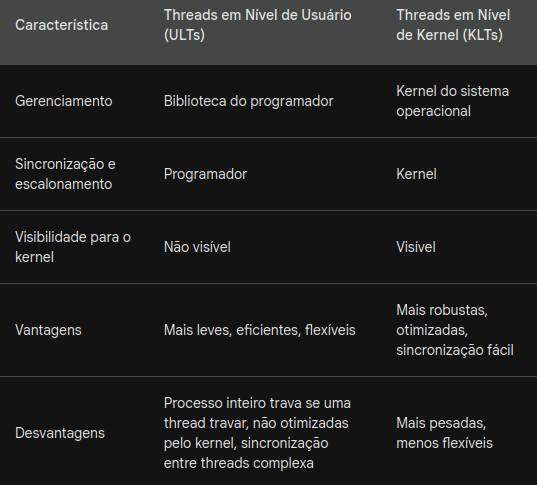 Característica
Threads em Nível de Usuário
(ULTs)
Threads em Nível
de Kernel (KLTs)
Gerenciamento
Biblioteca do programador
Kernel do sistema
operacional
Sincronização e
escalonamento
Programador
Kernel
Visibilidade para o
kernel
Não visível
Visível
Vantagens
Mais leves, eficientes, flexíveis
Mais robustas,
otimizadas,
sincronização fácil
Desvantagens
Processo inteiro trava se uma
thread travar, não otimizadas
pelo kernel, sincronização
entre threads complexa
Mais pesadas,
menos flexíveis